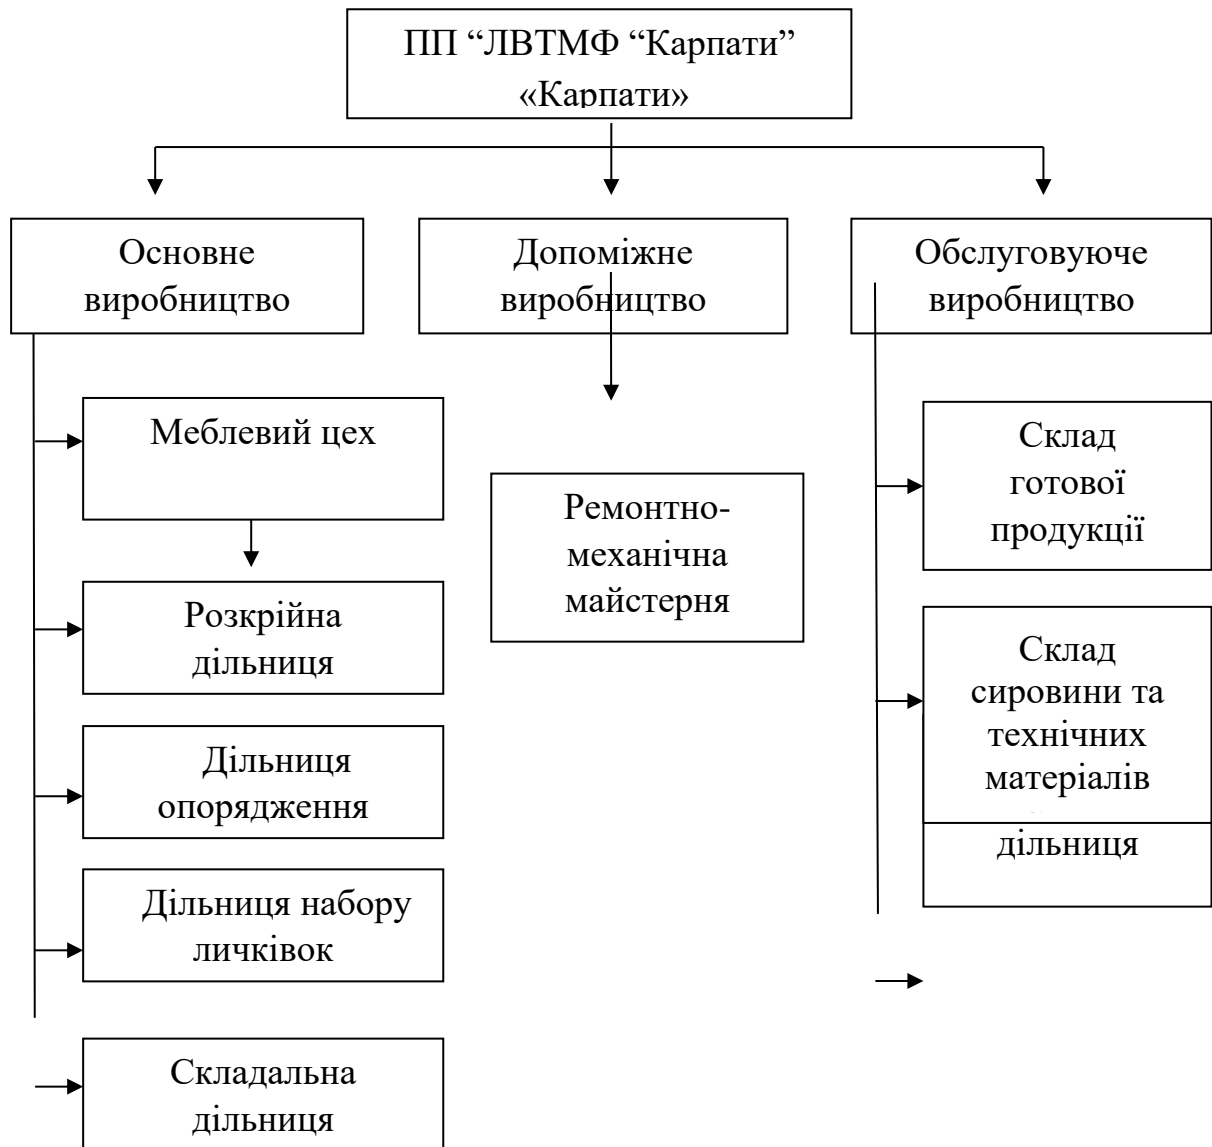 ПП “ЛВТМФ “Карпати”
«Карпати»
Основне
виробництво
Допоміжне
виробництво
Обслуговуюче
виробництво
Меблевий цех
Розкрійна
дільниця
Дільниця
опорядження
Дільниця набору
личківок
Складальна
дільниця
Ремонтно-
механічна
майстерня
Склад
готової
продукції
Склад
сировини та
технічних
матеріалів
дільниця